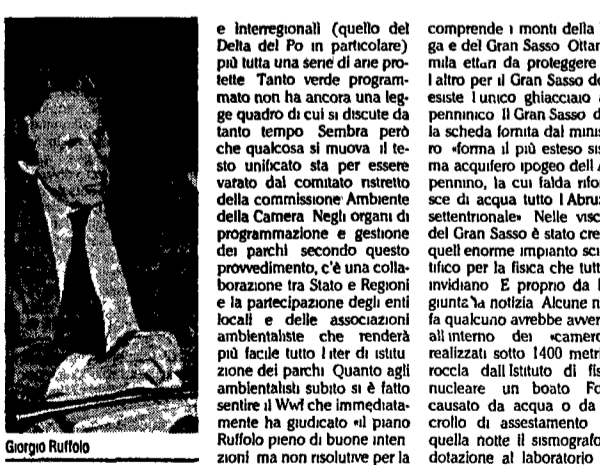 e interregionali (quello del
Delta del Po in particolare)
più tutta una serie di arie pro-
tette Tanto verde program-
mato non ha ancora una leg-
ge quadro di cui si discute da
tanto tempo Sembra però
che qualcosa si muova il te-
sto unificato sta per essere
varato dal comitato ristretto
della commissione Ambiente
della Camera Negli organi di
programmazione e gestione
dei parchi secondo questo
provvedimento, c'è una colla-
borazione tra Stato e Regioni
e la partecipazione degli enti
locali e delle associazioni
ambientaliste che renderà
più facile tutto l iter di istitu
zione dei parchi Quanto agli
ambientalisti subito si è fatto
sentire il Wwf che immediata-
mente ha giudicato «il piano
Ruffolo pieno di buone inten
zioni ma non risolutive per la
comprende i monti della
ga e del Gran Sasso Ottan
mila ettari da proteggere
l altro per il Gran Sasso do
esiste l unico ghiacciaio
penninico Il Gran Sasso d
la scheda fornita dal minis
ro «forma il più esteso sis
ma acquifero ipogeo dell A
pennino, la cui falda rifor
sce di acqua tutto l Abruz
settentrionale» Nelle visc
del Gran Sasso è stato cre
quell enorme impianto sci
tifico per la fisica che tutt
invidiano E proprio da l
giunta la notizia Alcune n
fa qualcuno avrebbe avver
all interno dei «camero
realizzati sotto 1400 metri
roccia dall Istituto di fis
nucleare un boato Fo
causato da acqua o da
crollo di assestamento
quella notte il sismografo
dotazione al laboratorio
Giorgio Ruffolo